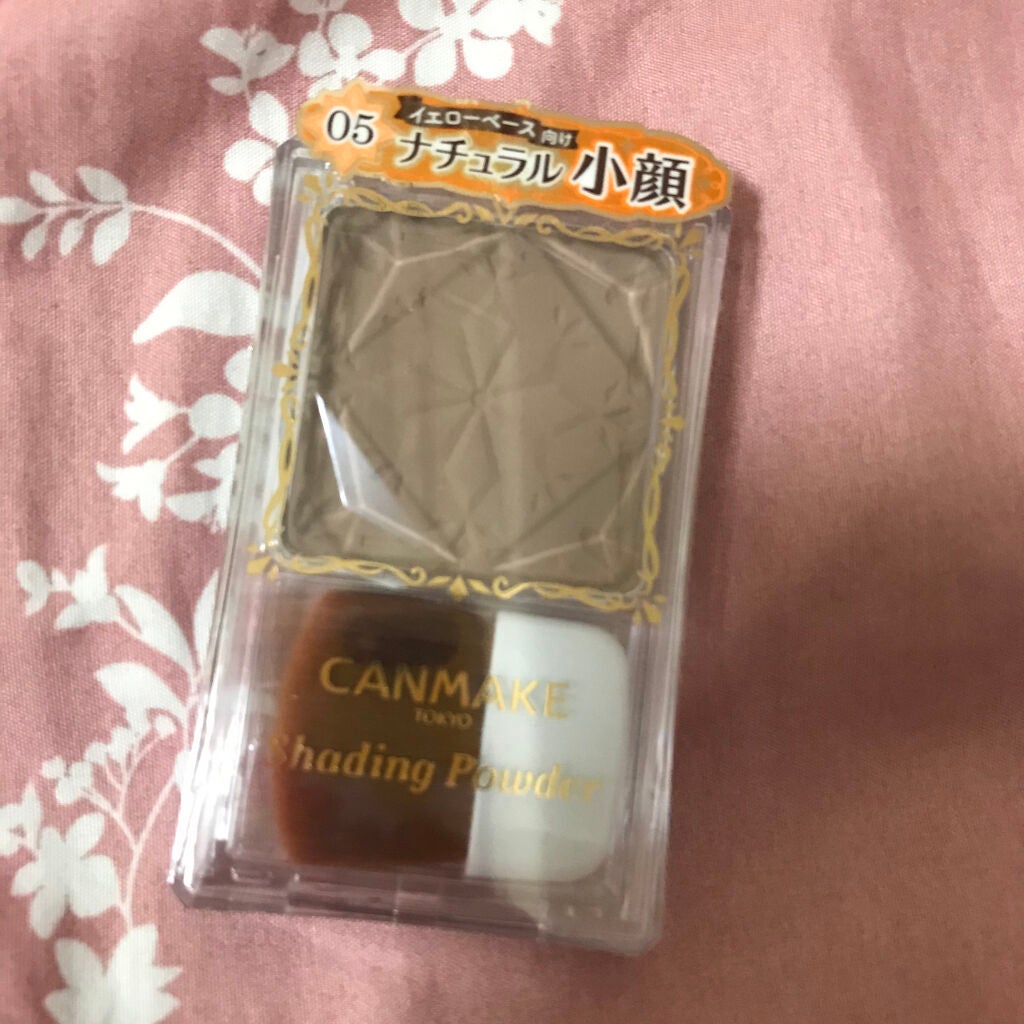 05
イエローベース向け
ナチュラル小顔
CANMAKE
TOKYO
Shading Powder